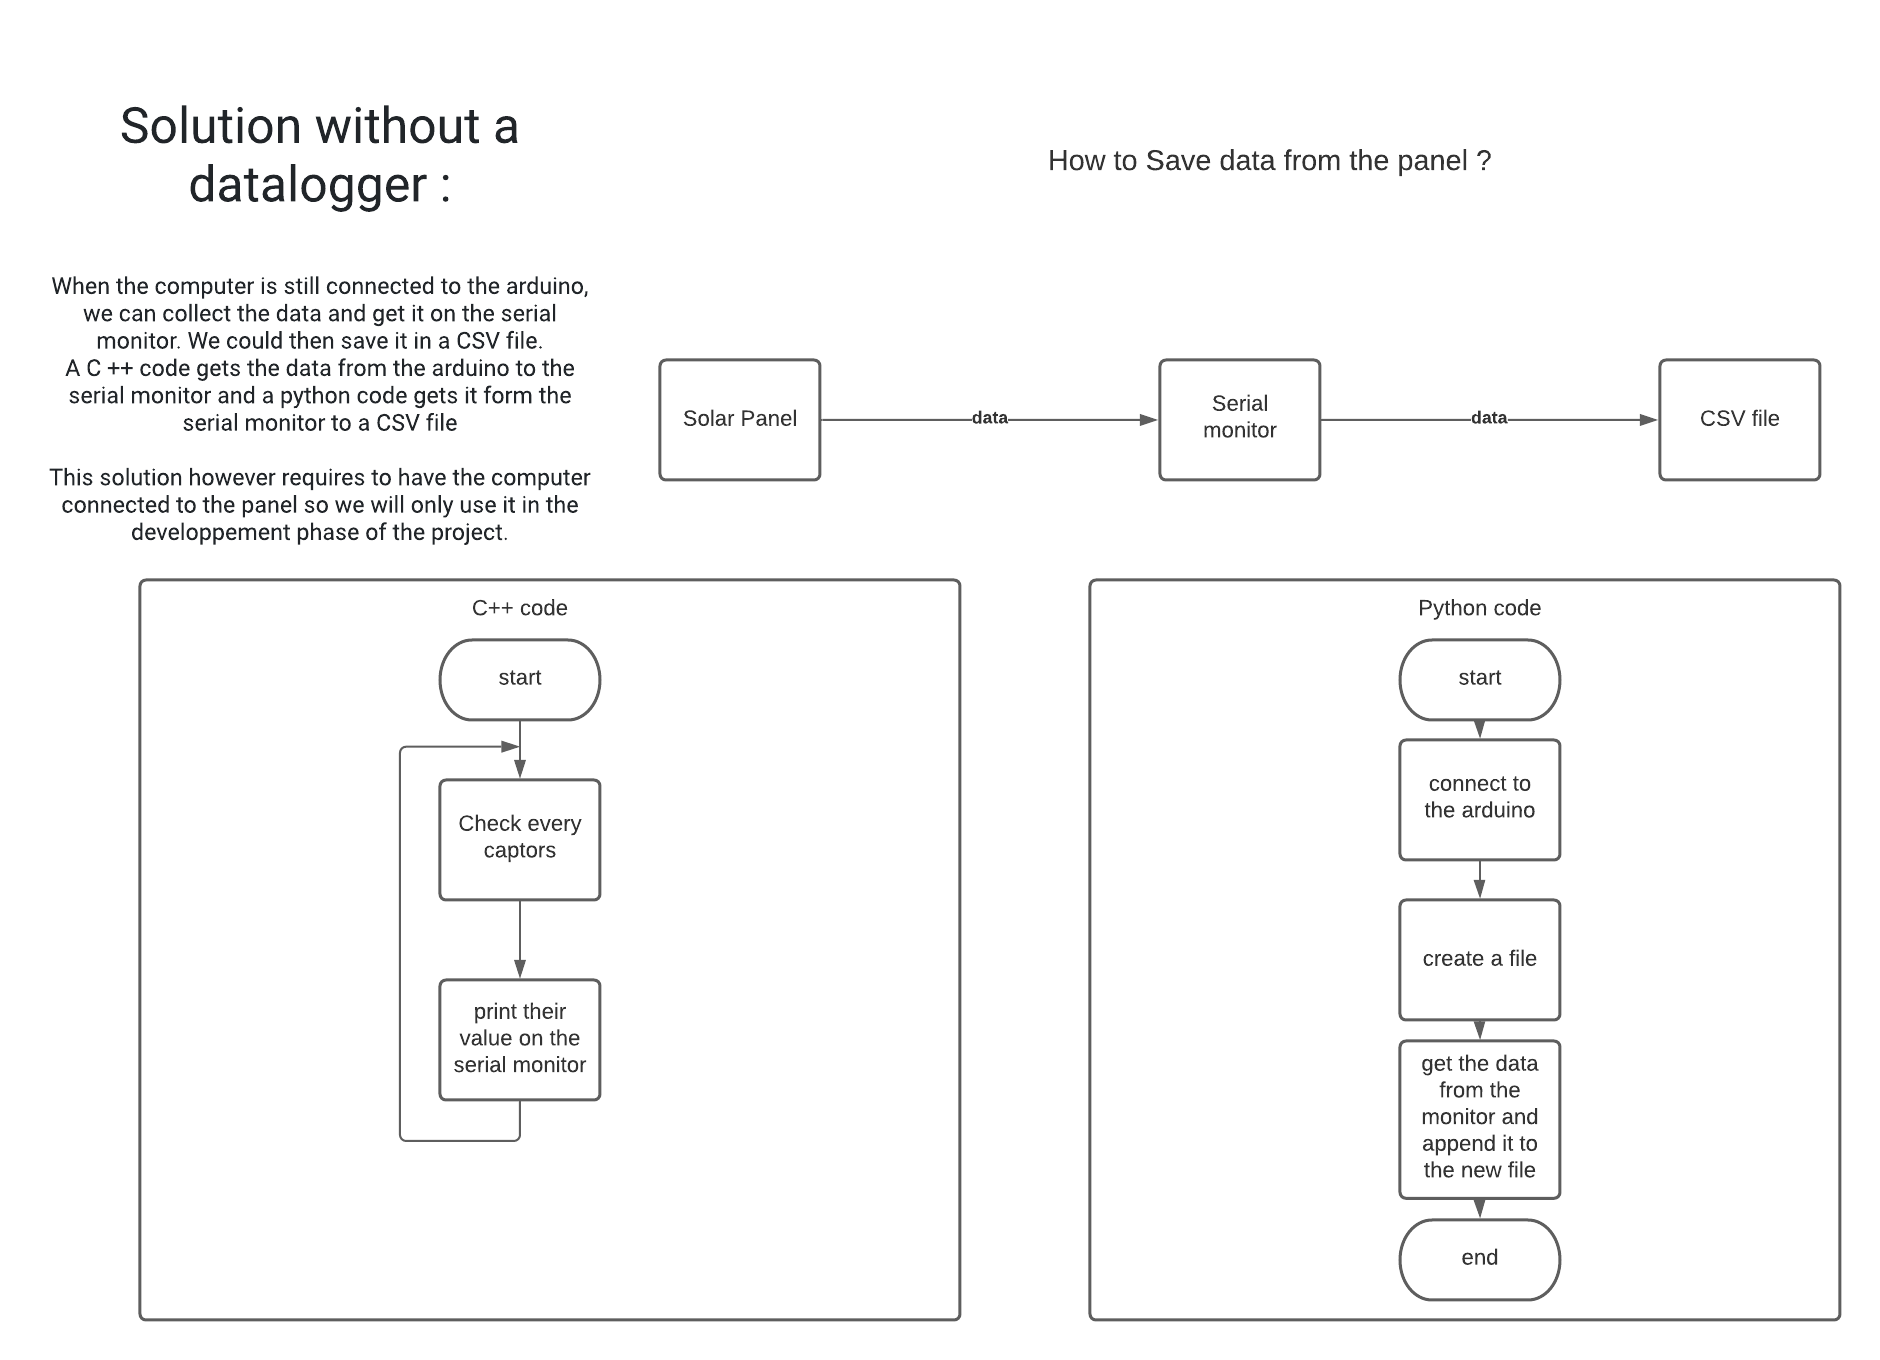 Solution without a
datalogger :
How to Save data from the panel ?
When the computer is still connected to the arduino,
we can collect the data and get it on the serial
monitor. We could then save it in a CSV file.
A C ++ code gets the data from the arduino to the
serial monitor and a python code gets it form the
serial monitor to a CSV file
This solution however requires to have the computer
connected to the panel so we will only use it in the
developpement phase of the project.
Solar Panel
data
Serial
monitor
data
CSV file
C++ code
start
Check every
captors
print their
value on the
serial monitor
Python code
start
connect to
the arduino
create a file
get the data
from the
monitor and
append it to
the new file
end